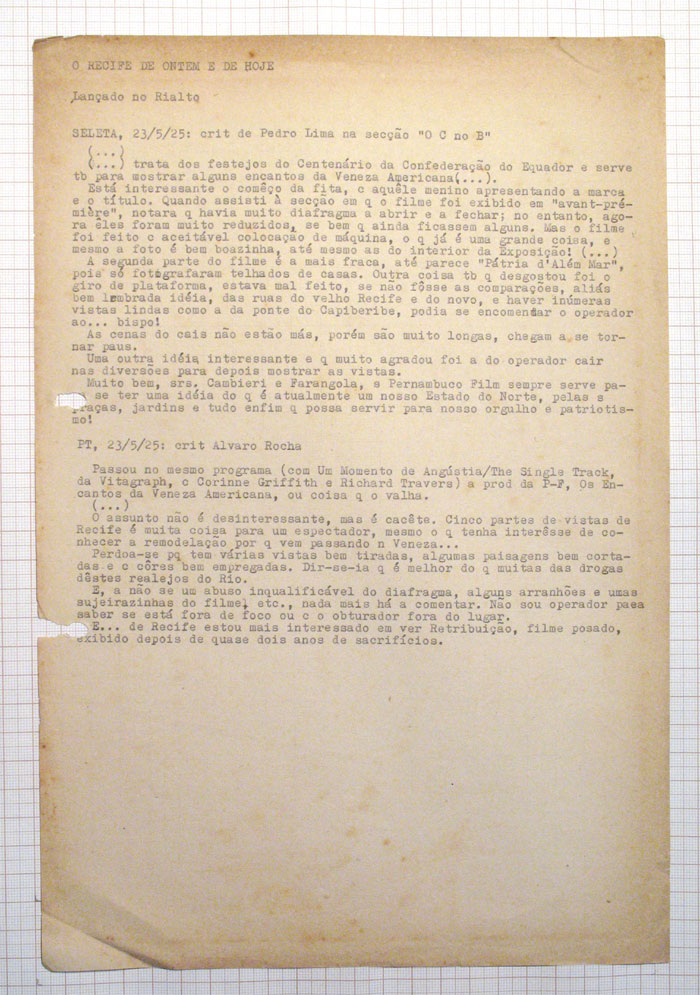 O RECIFE DE ONTEM E DE HOJE
Lançado no Rialto
SELETA, 23/5/25: crit de Pedro Lima na secção "O C no B"
(...)
(...) trata dos festejos do Centenário da Confederação do Equador e serve
tb para mostrar alguns encantos da Veneza Americana(...).
Está interessante o comêço da fita, c aquêle menino apresentando a marca
e o título. Quando assisti à secção em q o filme foi exibido em "avant-pré-
mière", notara q havia muito diafragma a abrir e a fechar; no entanto, ago-
ra êles foram muito reduzidos, se bem q ainda ficassem alguns. Mas o filme
foi feito c aceitável colocação de máquina, o q já é uma grande coisa, e
mesmo a foto é bem boazinha, até mesmo as do interior da Exposição! (...)
A segunda parte do filme é a mais fraca, até parece "Pátria d'Além Mar",
pois só fotografaram telhados de casas. Outra coisa tb q desgostou foi o
giro de plataforma, estava mal feito, se não fôsse as comparações, aliás
bem lembrada idéia, das ruas do velho Recife e do novo, e haver inúmeras
vistas lindas como a da ponte do Capiberibe, podia se encomendar o operador
ao... bispo!
As cenas do cais não estão más, porém são muito longas, chegam a se tor-
nar paus.
Uma outra idéia interessante e q muito agradou foi a do operador cair
nas diversões para depois mostrar as vistas.
Muito bem, srs. Cambieri e Farangola, s Pernambuco Film sempre serve pa-
ra se ter uma idéia do q é atualmente um nosso Estado do Norte, pelas s
praças, jardins e tudo enfim q possa servir para nosso orgulho e patriotis-
mo!
PT, 23/5/25: crit Alvaro Rocha
Passou no mesmo programa (com Um Momento de Angústia/The Single Track,
da Vitagraph, c Corinne Griffith e Richard Travers) a prod da P-F, Os En-
cantos da Veneza Americana, ou coisa q o valha.
(...)
O assunto não é desinteressante, mas é cacête. Cinco partes de vistas de
Recife é muita coisa para um espectador, mesmo o q tenha interêsse de co-
nhecer a remodelação por q vem passando n Veneza...
Perdoa-se pq tem várias vistas bem tiradas, algumas paisagens bem corta-
das e c côres bem empregadas. Dir-se-ia q é melhor do q muitas das drogas
dêstes realejos do Rio.
E, a não se um abuso inqualificável do diafragma, alguns arranhões e umas
sujeirazinhas do filme, etc., nada mais há a comentar. Não sou operador paea
saber se está fora de foco ou c o obturador fora do lugar.
E... de Recife estou mais interessado em ver Retribuição, filme posado,
exibido depois de quase dois anos de sacrifícios.